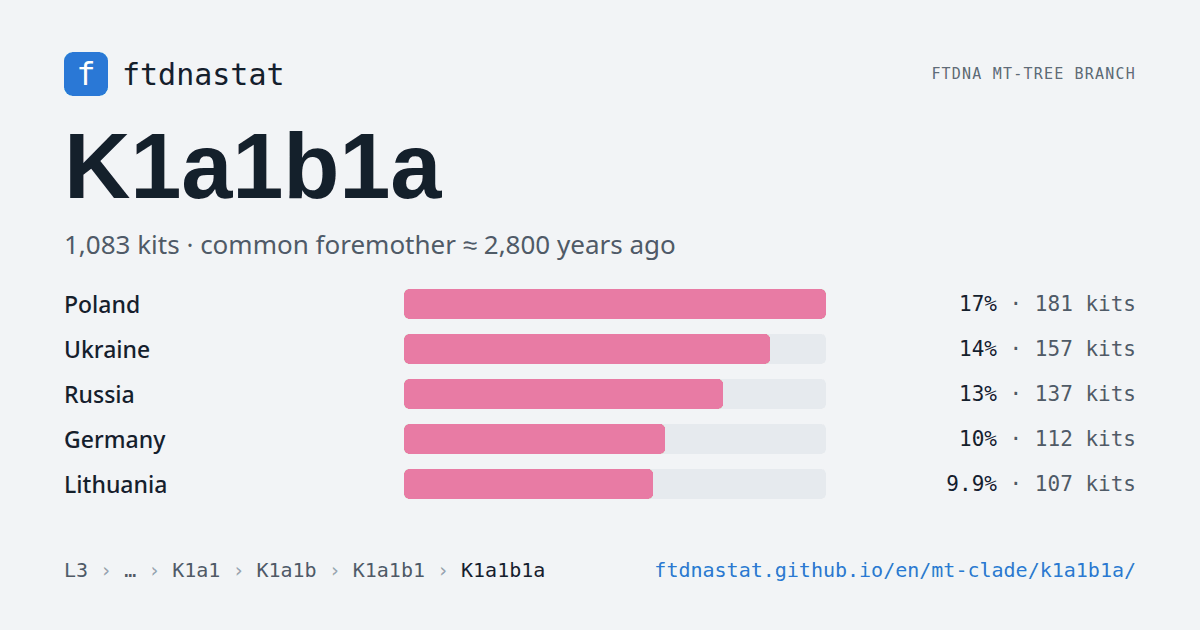 f ftdnastat
FTDNA MT-TREE BRANCH
K1a1b1a
1,083 kits · common foremother ≈ 2,800 years ago
Poland 17% · 181 kits
Ukraine 14% · 157 kits
Russia 13% · 137 kits
Germany 10% · 112 kits
Lithuania 9.9% · 107 kits
L3 › … › K1a1 › K1a1b › K1a1b1 › K1a1b1a
ftdnastat.github.io/en/mt-clade/k1a1b1a/